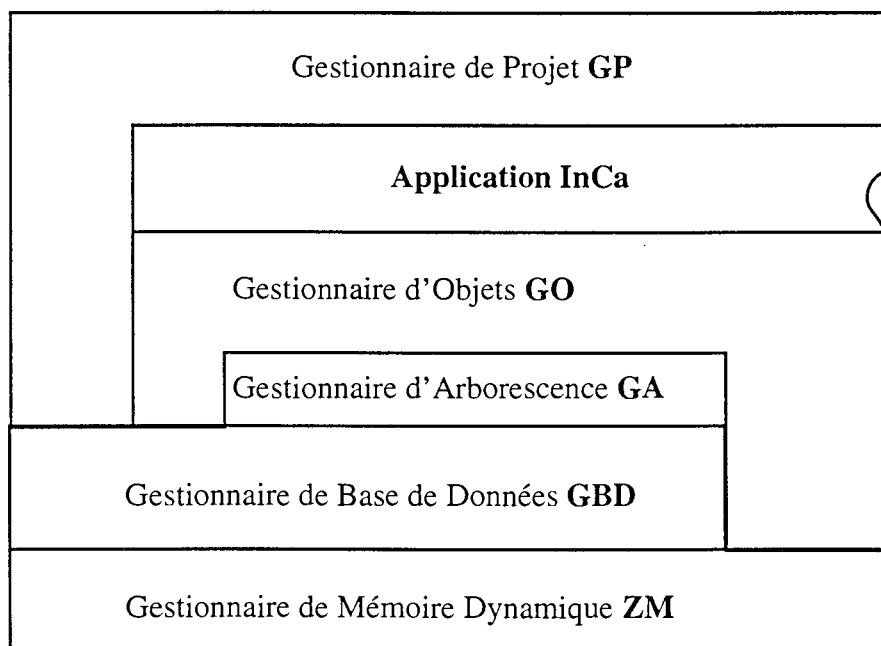 Gestionnaire de Projet GP
Application InCa
Gestionnaire d'Objets GO
Gestionnaire d'Arborescence GA
Gestionnaire de Base de Données GBD
Gestionnaire de Mémoire Dynamique ZM